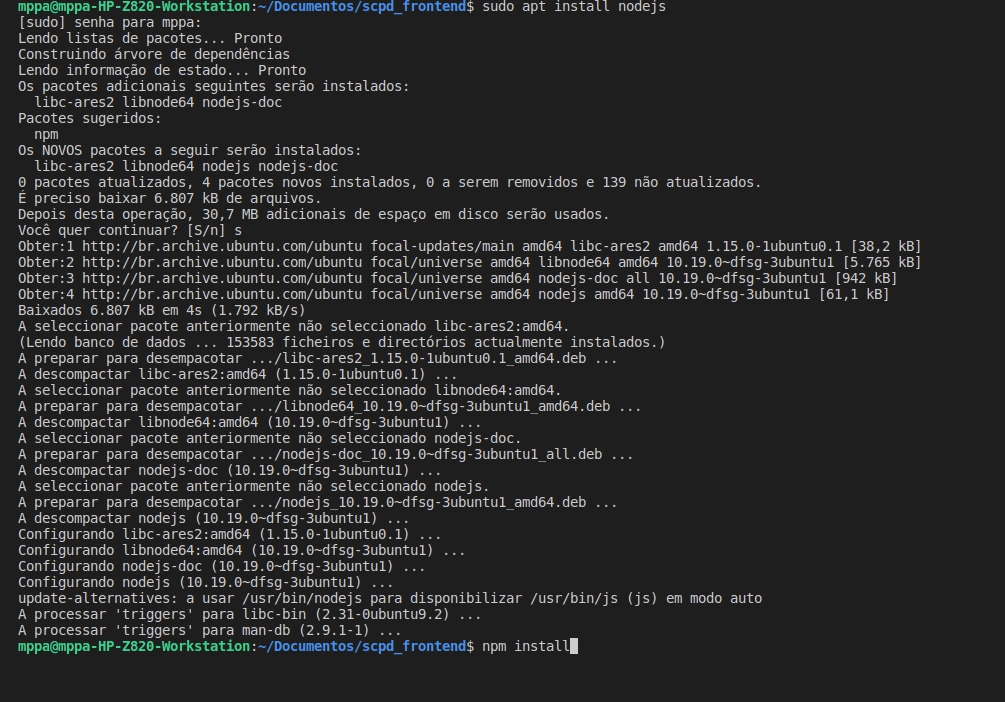 mppa@mppa-HP-Z820-Workstation:~/Documentos/scpd_frontend$ sudo apt install nodejs
[sudo] senha para mppa:
Lendo listas de pacotes... Pronto
Construindo árvore de dependências
Lendo informação de estado... Pronto
Os pacotes adicionais seguintes serão instalados:
  libc-ares2 libnode64 nodejs-doc
Pacotes sugeridos:
  npm
Os NOVOS pacotes a seguir serão instalados:
  libc-ares2 libnode64 nodejs nodejs-doc
0 pacotes atualizados, 4 pacotes novos instalados, 0 a serem removidos e 139 não atualizados.
É preciso baixar 6.807 kB de arquivos.
Depois desta operação, 30,7 MB adicionais de espaço em disco serão usados.
Você quer continuar? [S/n] s
Obter:1 http://br.archive.ubuntu.com/ubuntu focal-updates/main amd64 libc-ares2 amd64 1.15.0-1ubuntu0.1 [38,2 kB]
Obter:2 http://br.archive.ubuntu.com/ubuntu focal/universe amd64 libnode64 amd64 10.19.0~dfsg-3ubuntu1 [5.765 kB]
Obter:3 http://br.archive.ubuntu.com/ubuntu focal/universe amd64 nodejs-doc all 10.19.0~dfsg-3ubuntu1 [942 kB]
Obter:4 http://br.archive.ubuntu.com/ubuntu focal/universe amd64 nodejs amd64 10.19.0~dfsg-3ubuntu1 [61,1 kB]
Baixados 6.807 kB em 4s (1.792 kB/s)
A seleccionar pacote anteriormente não seleccionado libc-ares2:amd64.
(Lendo banco de dados ... 153583 ficheiros e directórios actualmente instalados.)
A preparar para desempacotar .../libc-ares2_1.15.0-1ubuntu0.1_amd64.deb ...
A descompactar libc-ares2:amd64 (1.15.0-1ubuntu0.1) ...
A seleccionar pacote anteriormente não seleccionado libnode64:amd64.
A preparar para desempacotar .../libnode64_10.19.0~dfsg-3ubuntu1_amd64.deb ...
A descompactar libnode64:amd64 (10.19.0~dfsg-3ubuntu1) ...
A seleccionar pacote anteriormente não seleccionado nodejs-doc.
A preparar para desempacotar .../nodejs-doc_10.19.0~dfsg-3ubuntu1_all.deb ...
A descompactar nodejs-doc (10.19.0~dfsg-3ubuntu1) ...
A seleccionar pacote anteriormente não seleccionado nodejs.
A preparar para desempacotar .../nodejs_10.19.0~dfsg-3ubuntu1_amd64.deb ...
A descompactar nodejs (10.19.0~dfsg-3ubuntu1) ...
Configurando libc-ares2:amd64 (1.15.0-1ubuntu0.1) ...
Configurando libnode64:amd64 (10.19.0~dfsg-3ubuntu1) ...
Configurando nodejs-doc (10.19.0~dfsg-3ubuntu1) ...
Configurando nodejs (10.19.0~dfsg-3ubuntu1) ...
update-alternatives: a usar /usr/bin/nodejs para disponibilizar /usr/bin/js (js) em modo auto
A processar 'triggers' para libc-bin (2.31-0ubuntu9.2) ...
A processar 'triggers' para man-db (2.9.1-1) ...
mppa@mppa-HP-Z820-Workstation:~/Documentos/scpd_frontend$ npm install